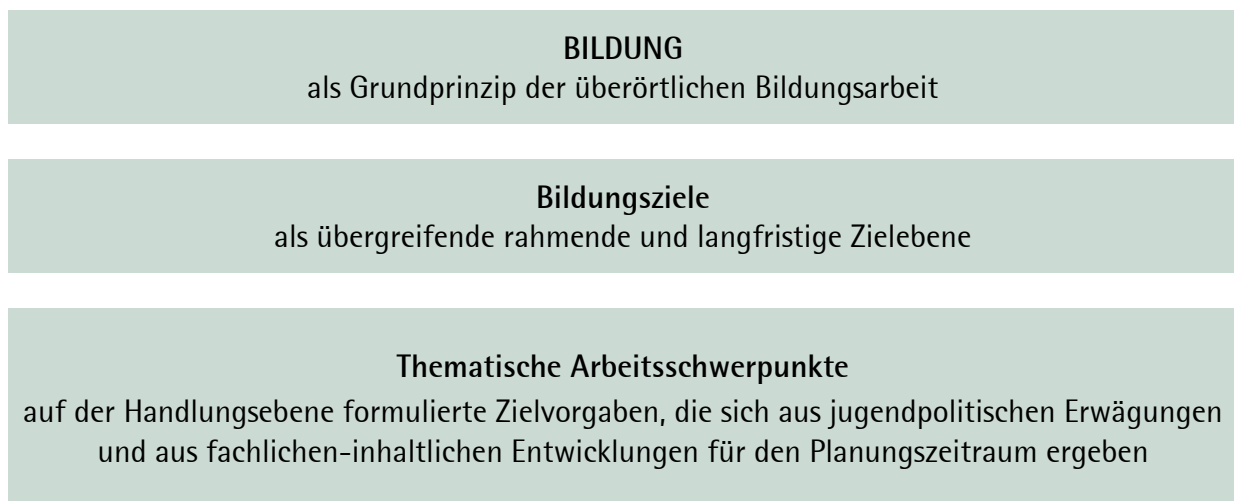 BILDUNG
als Grundprinzip der überörtlichen Bildungsarbeit
Bildungsziele
als übergreifende rahmende und langfristige Zielebene
Thematische Arbeitsschwerpunkte
auf der Handlungsebene formulierte Zielvorgaben, die sich aus jugendpolitischen Erwägungen
und aus fachlichen-inhaltlichen Entwicklungen für den Planungszeitraum ergeben